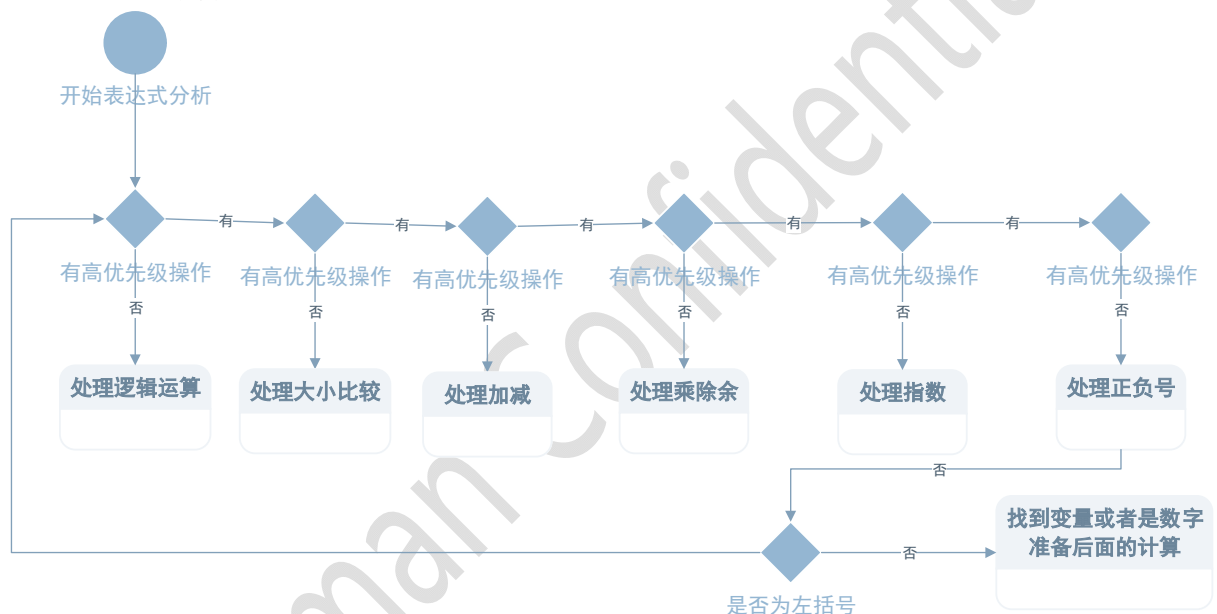 开始表达式分析
有
有
有
有
有
有高优先级操作
有高优先级操作
有高优先级操作
有高优先级操作
有高优先级操作
有高优先级操作
否
否
否
否
否
否
处理逻辑运算
处理大小比较
处理加减
处理乘除余
处理指数
处理正负号
否
找到变量或者是数字
准备后面的计算
否
是否为左括号